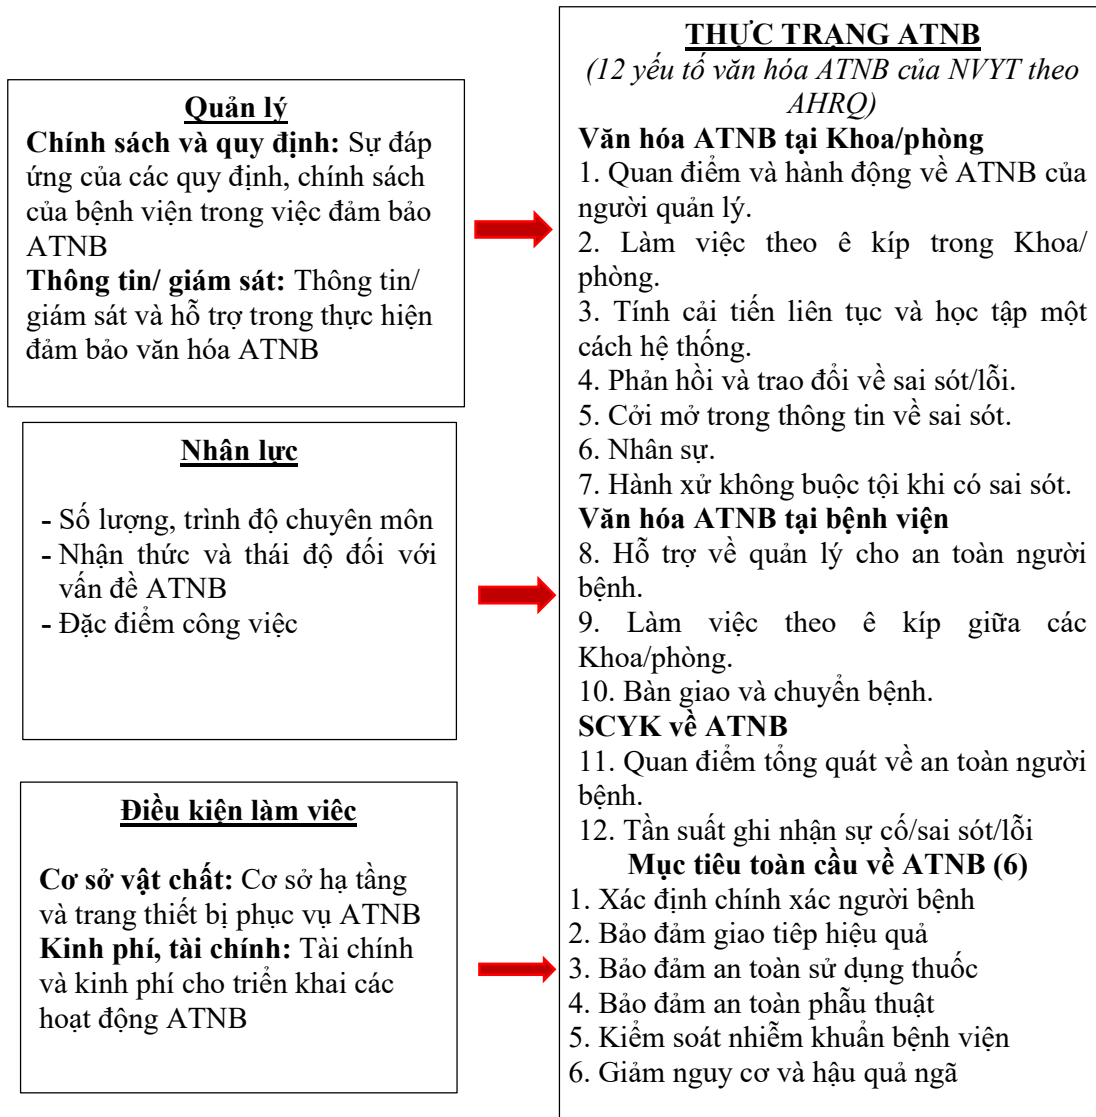 Quản lý
Chính sách và quy định: Sự đáp
ứng của các quy định, chính sách
của bệnh viện trong việc đảm bảo
ATNB
Thông tin/ giám sát: Thông tin/
giám sát và hỗ trợ trong thực hiện
đảm bảo văn hóa ATNB
Nhân lực
- Số lượng, trình độ chuyên môn
- Nhận thức và thái độ đối với
vấn đề ATNB
- Đặc điểm công việc
Điều kiện làm viêc
Cơ sở vật chất: Cơ sở hạ tầng
và trang thiết bị phục vụ ATNB
Kinh phí, tài chính: Tài chính
và kinh phí cho triển khai các
hoạt động ATNB
THỰC TRẠNG ATNB
(12 yếu tố văn hóa ATNB của NVYT theo
AHRQ)
Văn hóa ATNB tại Khoa/phòng
1. Quan điểm và hành động về ATNB của
người quản lý.
2. Làm việc theo ê kíp trong Khoa/
phòng.
3. Tính cải tiến liên tục và học tập một
cách hệ thống.
4. Phản hồi và trao đổi về sai sót/lỗi.
5. Cởi mở trong thông tin về sai sót.
6. Nhân sự.
7. Hành xử không buộc tội khi có sai sót.
Văn hóa ATNB tại bệnh viện
8. Hỗ trợ về quản lý cho an toàn người
bệnh.
9. Làm việc theo ê kíp giữa các
Khoa/phòng.
10. Bàn giao và chuyển bệnh.
SCYK về ATNB
11. Quan điểm tổng quát về an toàn người
bệnh.
12. Tần suất ghi nhận sự cố/sai sót/lỗi
Mục tiêu toàn cầu về ATNB (6)
1. Xác định chính xác người bệnh
2. Bảo đảm giao tiêp hiệu quả
3. Bảo đảm an toàn sử dụng thuốc
4. Bảo đảm an toàn phẫu thuật
5. Kiểm soát nhiễm khuẩn bệnh viện
6. Giảm nguy cơ và hậu quả ngã